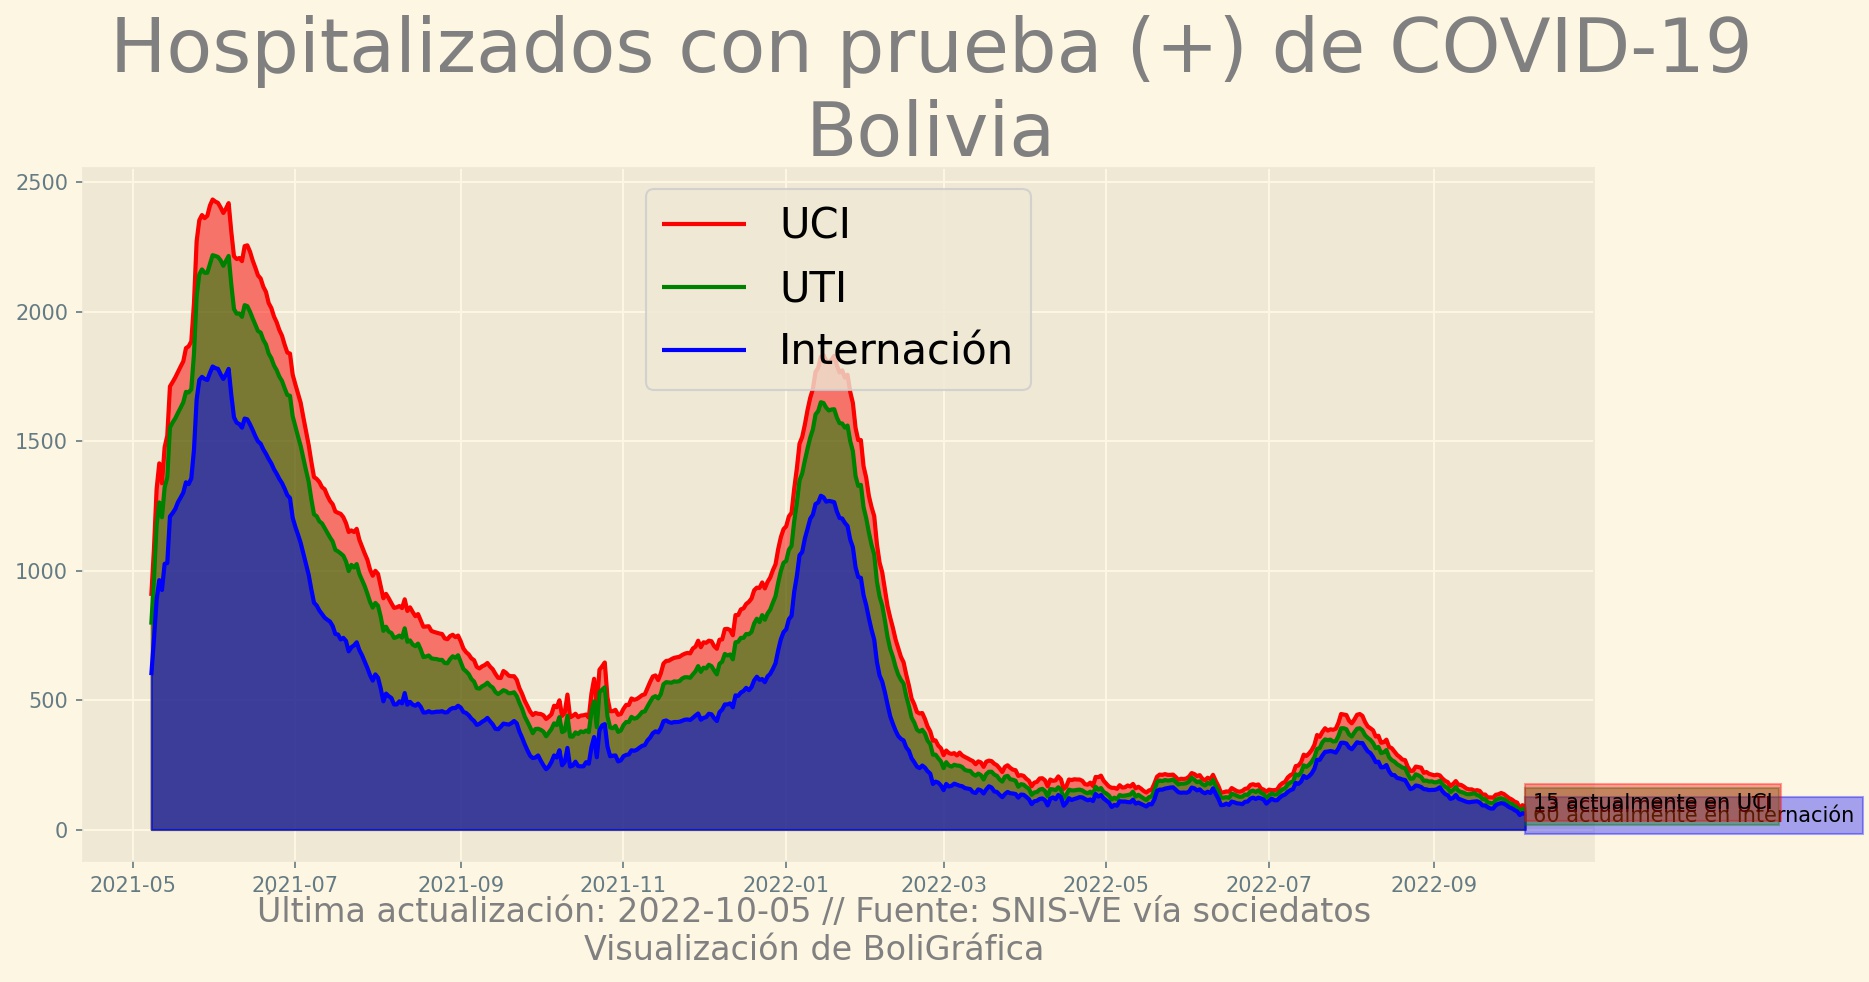 Hospitalizados con prueba (+) de COVID-19
Bolivia
2500
2000
1500
1000
500
0
UCI
UTI
Internación
15 actualmente en UCI
60 actualmente en internación
2021-05 2021-07 2021-09 2021-11 2022-01 2022-03 2022-05 2022-07 2022-09
Última actualización: 2022-10-05 // Fuente: SNIS-VE vía sociedatos
Visualización de BoliGráfica